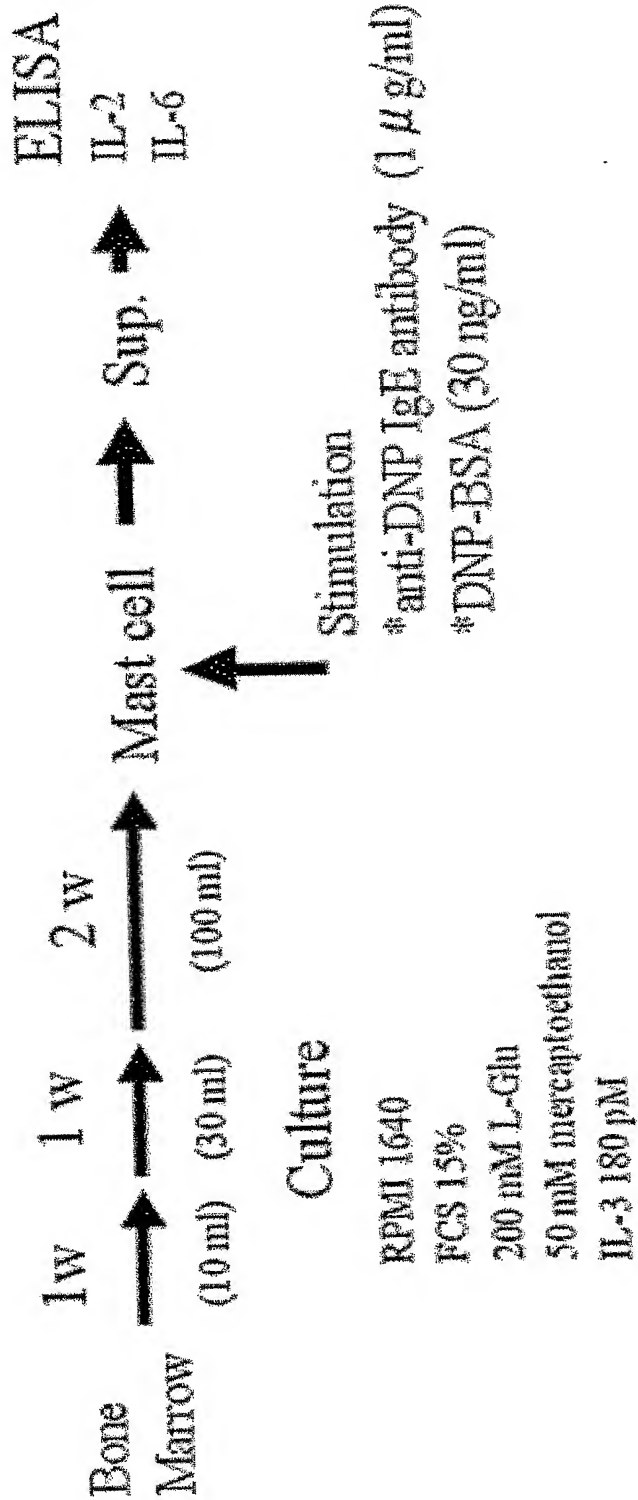 Bone
Marrow
1w
(10 ml)
1 w
(30 ml)
2 w
(100 ml)
Mast cell
Sup.
ELISA
IL-2
IL-6
Culture
RPMI 1640
FCS 15%
200 mM L-Glu
50 mM mercaptoethanol
IL-3 180 pM
Stimulation
*anti-DNP IgE antibody (1 μ g/ml)
*DNP-BSA (30 ng/ml)